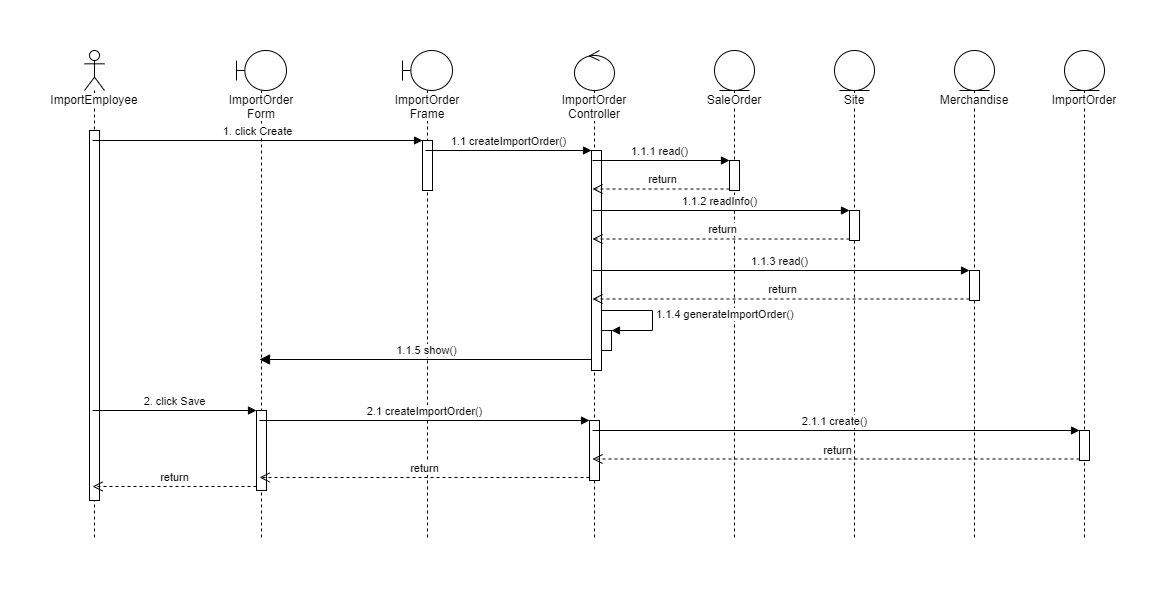 ImportEmployee
ImportOrder
Form
ImportOrder
Frame
ImportOrder
Controller
SaleOrder
Site
Merchandise
ImportOrder
1. click Create
1.1 createImportOrder()
1.1.1 read()
return
1.1.2 readInfo()
return
1.1.3 read()
return
1.1.4 generateImportOrder()
1.1.5 show()
2. click Save
2.1 createImportOrder()
2.1.1 create()
return
return
return